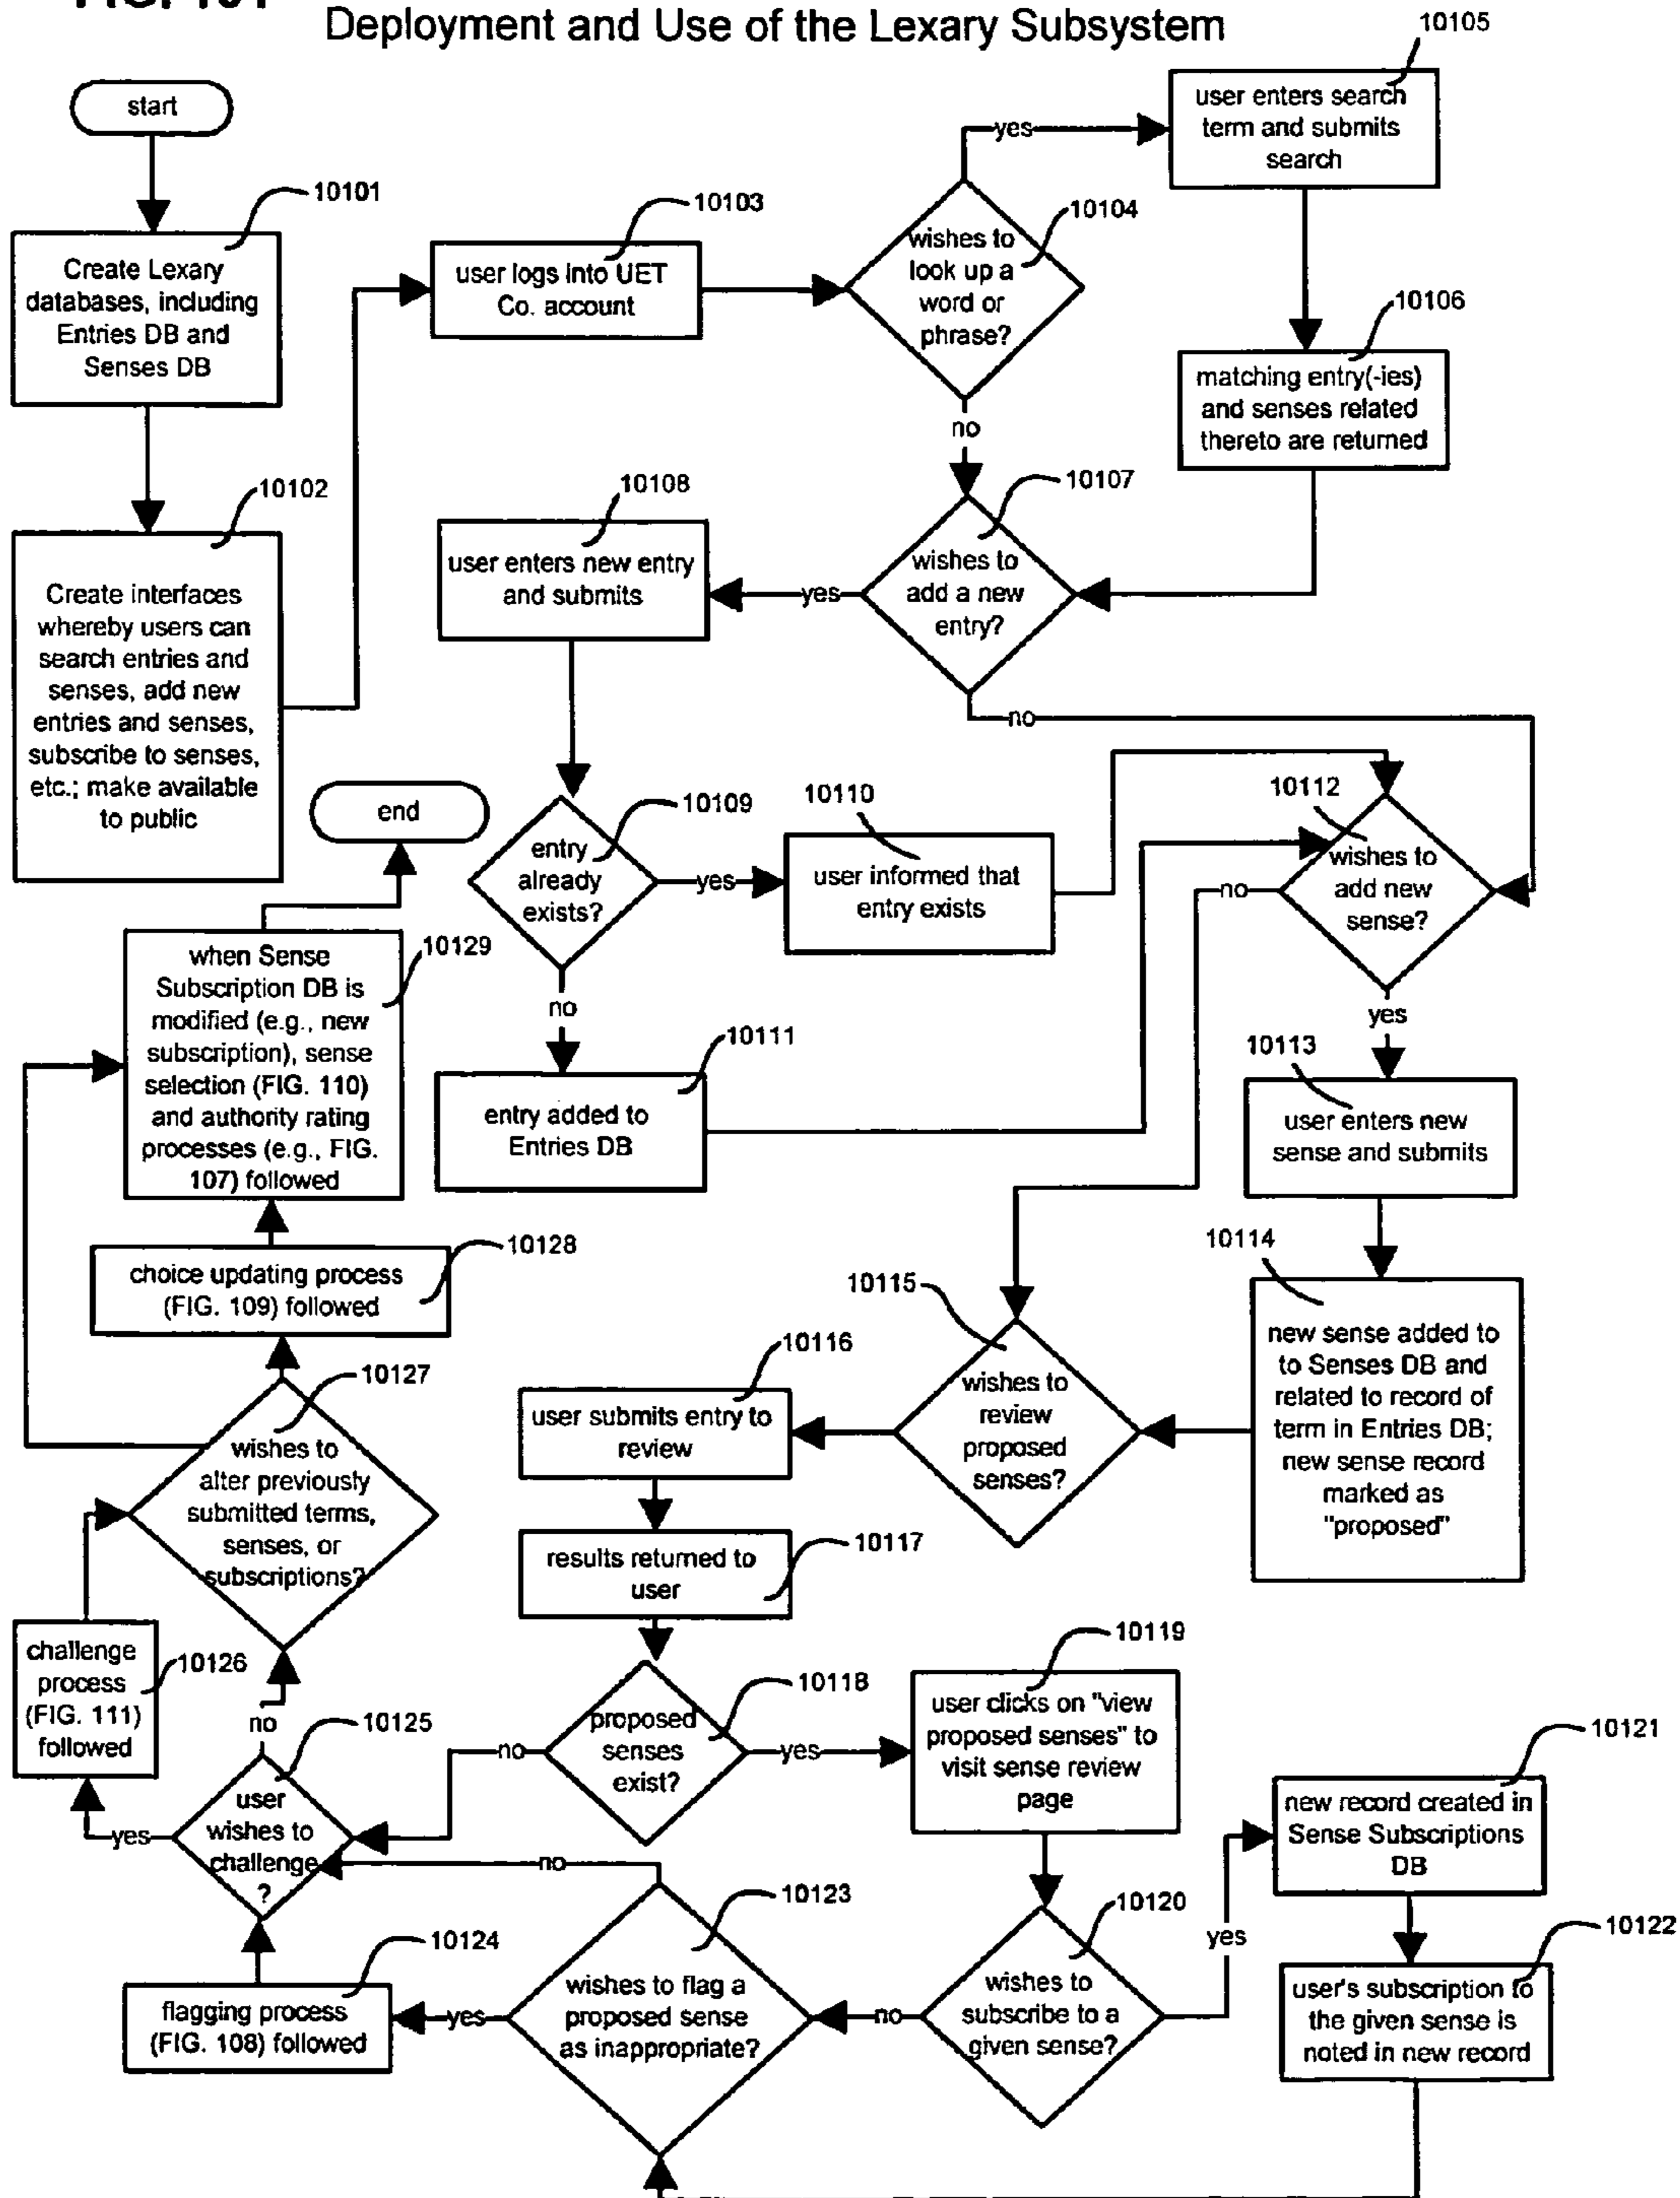 FIG. 101
Deployment and Use of the Lexary Subsystem
start
10101
Create Lexary
databases, including
Entries DB and
Senses DB
10102
Create interfaces
whereby users can
search entries and
senses, add new
entries and senses,
subscribe to senses,
etc.; make available
to public
10103
user logs into UET
Co. account
10104
wishes to
look up a
word or
phrase?
yes
no
10105
user enters search
term and submits
search
10106
matching entry(-ies)
and senses related
thereto are returned
10107
wishes to
add a new
entry?
yes
no
10108
user enters new entry
and submits
10109
entry
already
exists?
yes
no
10110
user informed that
entry exists
10111
entry added to
Entries DB
10112
wishes to
add new
sense?
no
yes
10113
user enters new
sense and submits
10114
new sense added to
to Senses DB and
related to record of
term in Entries DB;
new sense record
marked as
"proposed"
10115
wishes to
review
proposed
senses?
10116
user submits entry to
review
10117
results returned to
user
10118
proposed
senses
exist?
no
yes
10119
user clicks on "view
proposed senses" to
visit sense review
page
10120
wishes to
subscribe to a
given sense?
no
yes
10121
new record created in
Sense Subscriptions
DB
10122
user's subscription to
the given sense is
noted in new record
10123
wishes to flag a
proposed sense
as inappropriate?
no
yes
10124
flagging process
(FIG. 108) followed
10125
user
wishes to
challenge
?
yes
no
10126
challenge
process
(FIG. 111)
followed
10127
wishes to
alter previously
submitted terms,
senses, or
subscriptions?
10128
choice updating process
(FIG. 109) followed
10129
when Sense
Subscription DB is
modified (e.g., new
subscription), sense
selection (FIG. 110)
and authority rating
processes (e.g., FIG.
107) followed
end